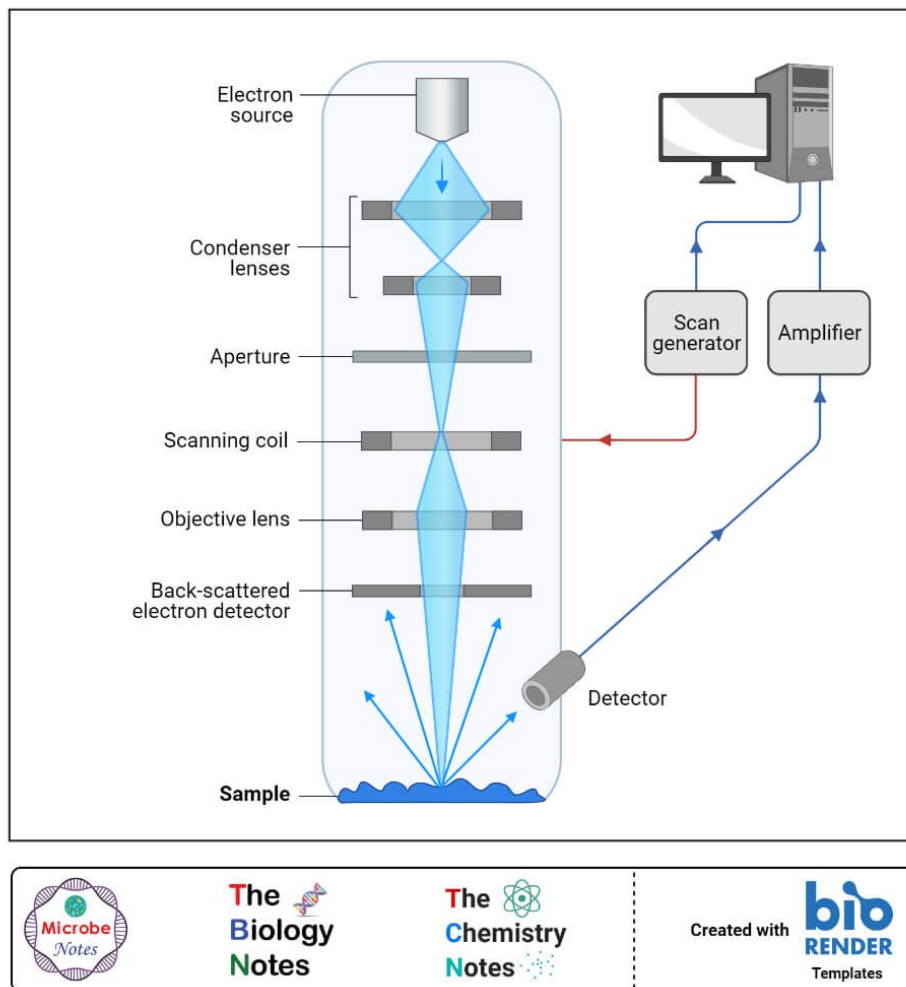 Electron
source
Condenser
lenses
Aperture
Scanning coil
Objective lens
Back-scattered
electron detector
Sample
Scan
generator
Amplifier
Detector
Microbe
Notes
The
Biology
Notes
The
Chemistry
Notes
Created with
bio
RENDER
Templates